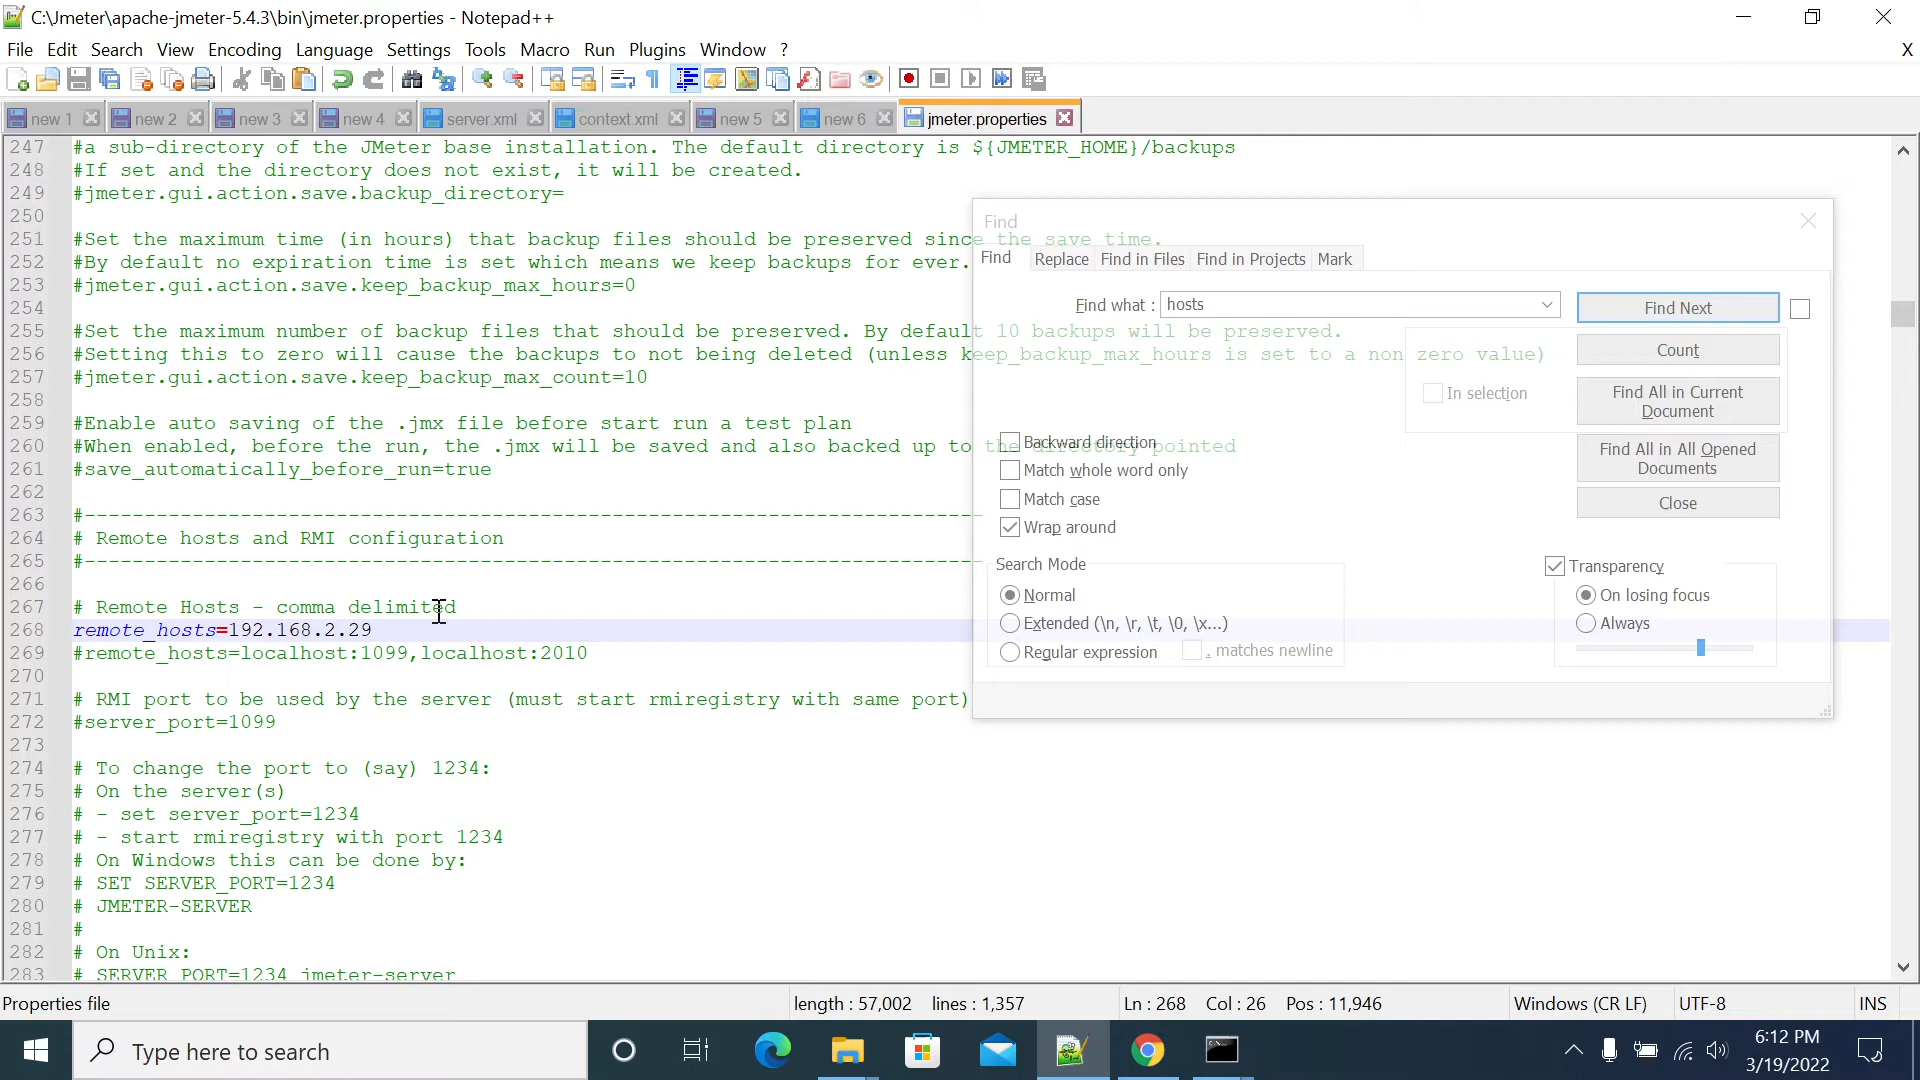 C:\Jmeter\apache-jmeter-5.4.3\bin\jmeter.properties - Notepad++
File Edit Search View Encoding Language Settings Tools Macro Run Plugins Window ? X
new 1 new 2 new 3 new 4 server.xml context.xml new 5 new 6 jmeter.properties
247 #a sub-directory of the JMeter base installation. The default directory is ${JMETER_HOME}/backups
248 #If set and the directory does not exist, it will be created.
249 #jmeter.gui.action.save.backup_directory=
250
251 #Set the maximum time (in hours) that backup files should be preserved since the save time.
252 #By default no expiration time is set which means we keep backups for ever.
253 #jmeter.gui.action.save.keep_backup_max_hours=0
254
255 #Set the maximum number of backup files that should be preserved. By default 10 backups will be preserved.
256 #Setting this to zero will cause the backups to not being deleted (unless keep_backup_max_hours is set to a non zero value)
257 #jmeter.gui.action.save.keep_backup_max_count=10
258
259 #Enable auto saving of the .jmx file before start run a test plan
260 #When enabled, before the run, the .jmx will be saved and also backed up to the directory pointed
261 #save_automatically_before_run=true
262
263 #---------------------------------------------------------------------------
264 # Remote hosts and RMI configuration
265 #---------------------------------------------------------------------------
266
267 # Remote Hosts - comma delimited
268 remote_hosts=192.168.2.29
269 #remote_hosts=localhost:1099,localhost:2010
270
271 # RMI port to be used by the server (must start rmiregistry with same port)
272 #server_port=1099
273
274 # To change the port to (say) 1234:
275 # On the server(s)
276 # - set server_port=1234
277 # - start rmiregistry with port 1234
278 # On Windows this can be done by:
279 # SET SERVER_PORT=1234
280 # JMETER-SERVER
281 #
282 # On Unix:
283 # SERVER_PORT=1234 jmeter-server
Find
Find Replace Find in Files Find in Projects Mark
Find what : hosts
Find Next
Count
In selection
Find All in Current
Document
Backward direction
Find All in All Opened
Documents
Match whole word only
Match case
Close
Wrap around
Search Mode
Transparency
Normal
On losing focus
Extended (\n, \r, \t, \0, \x...)
Always
Regular expression
. matches newline
Properties file length : 57,002 lines : 1,357 Ln : 268 Col : 26 Pos : 11,946 Windows (CR LF) UTF-8 INS
Type here to search
6:12 PM
3/19/2022